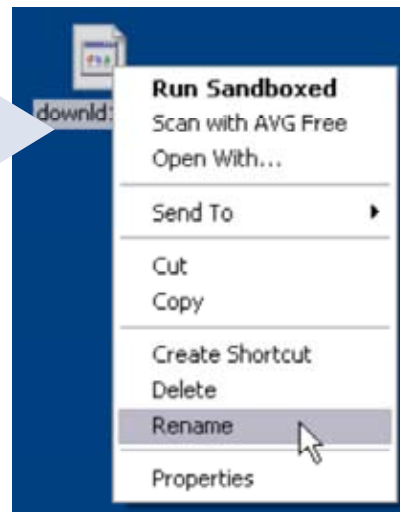 downld
Run Sandboxed
Scan with AVG Free
Open With...
Send To
Cut
Copy
Create Shortcut
Delete
Rename
Properties